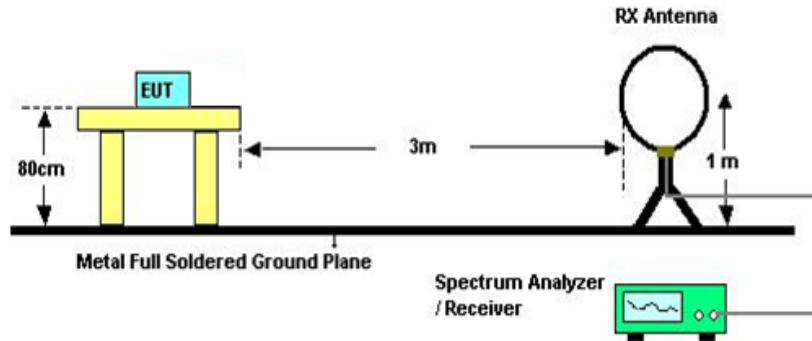 RX Antenna
EUT
3m
80cm
1 m
Metal Full Soldered Ground Plane
Spectrum Analyzer
/ Receiver